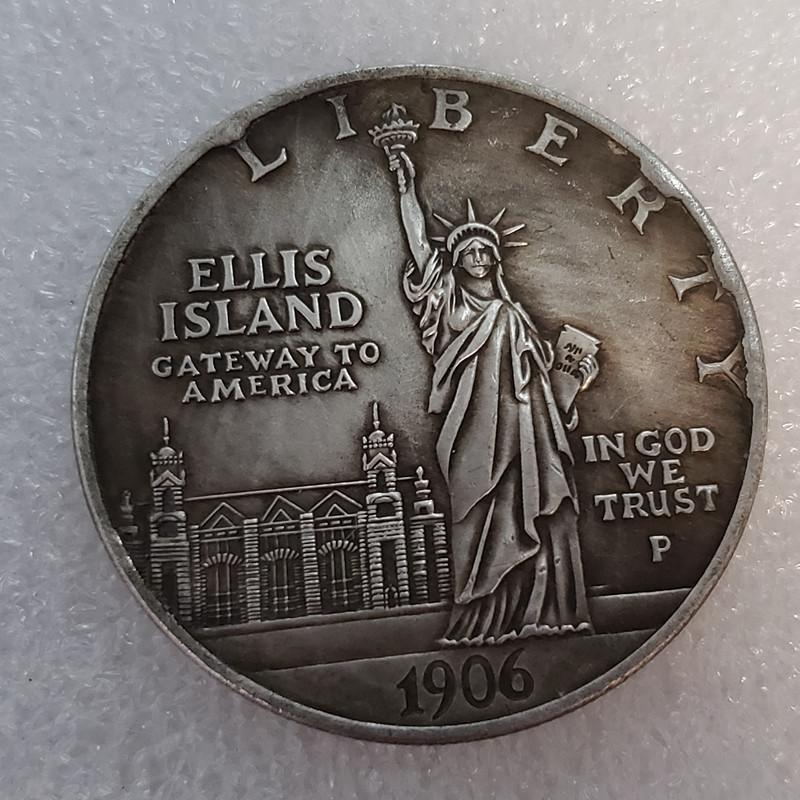 LIBERTY
ELLIS
ISLAND
GATEWAY TO
AMERICA
IN GOD
WE
TRUST
P
1906